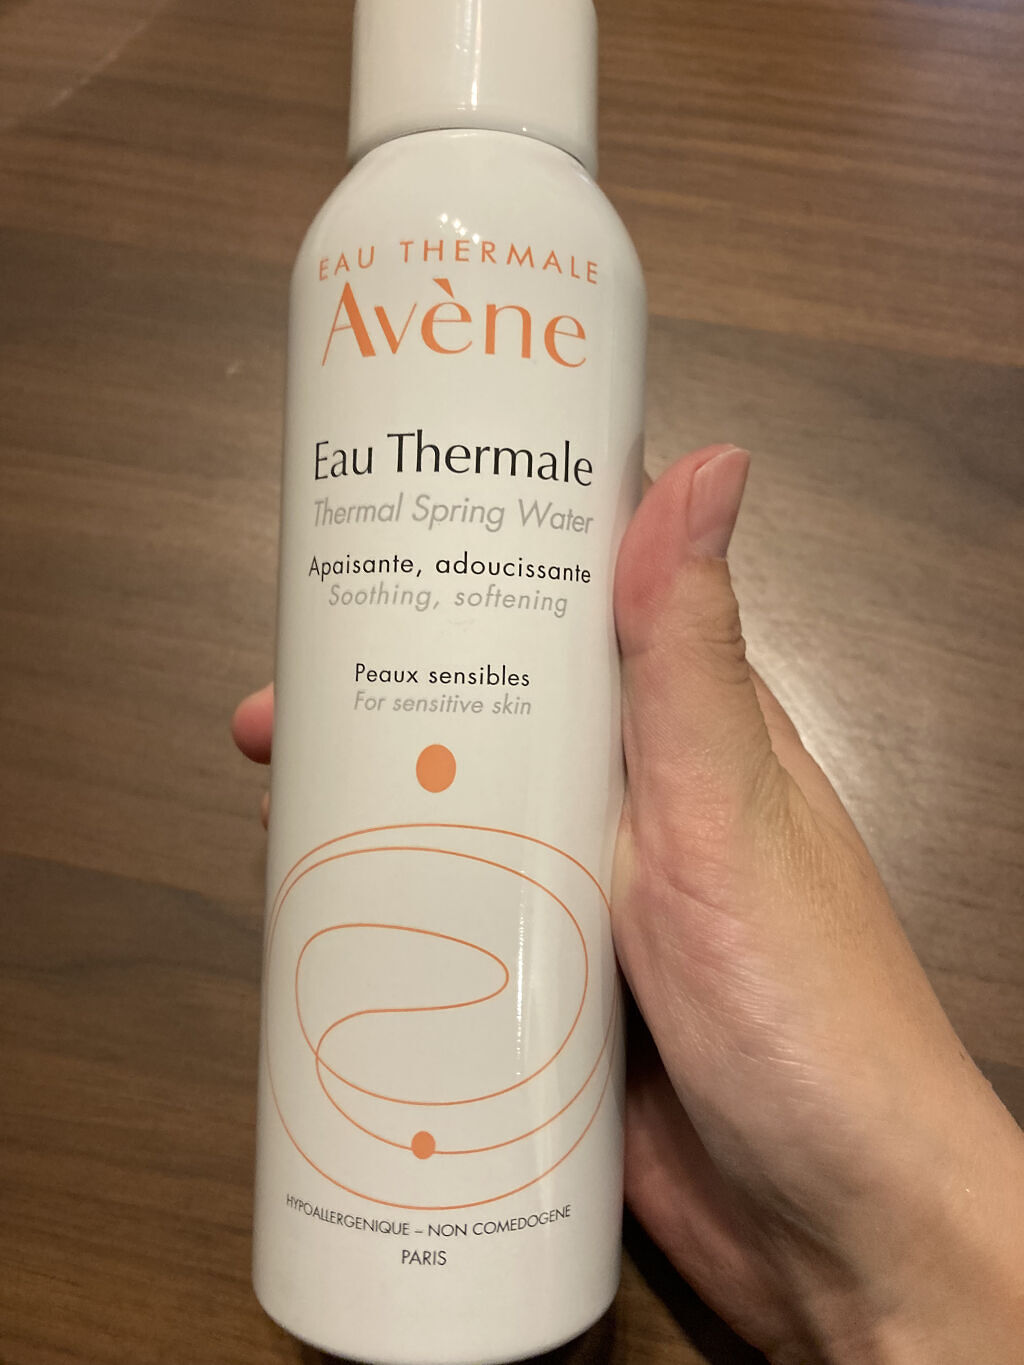 EAU THERMALE
Avène
Eau Thermale
Thermal Spring Water
Apaisante, adoucissante
Soothing, softening
Peaux sensibles
For sensitive skin
HYPOALLERGENIQUE – NON COMEDOGENE
PARIS